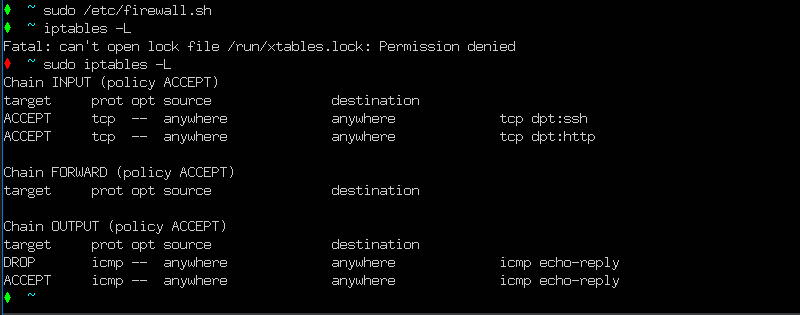 ~ sudo /etc/firewall.sh
~ iptables -L
Fatal: can't open lock file /run/xtables.lock: Permission denied
~ sudo iptables -L
Chain INPUT (policy ACCEPT)
target     prot opt source               destination
ACCEPT     tcp  --  anywhere             anywhere             tcp dpt:ssh
ACCEPT     tcp  --  anywhere             anywhere             tcp dpt:http

Chain FORWARD (policy ACCEPT)
target     prot opt source               destination

Chain OUTPUT (policy ACCEPT)
target     prot opt source               destination
DROP       icmp --  anywhere             anywhere             icmp echo-reply
ACCEPT     icmp --  anywhere             anywhere             icmp echo-reply
~